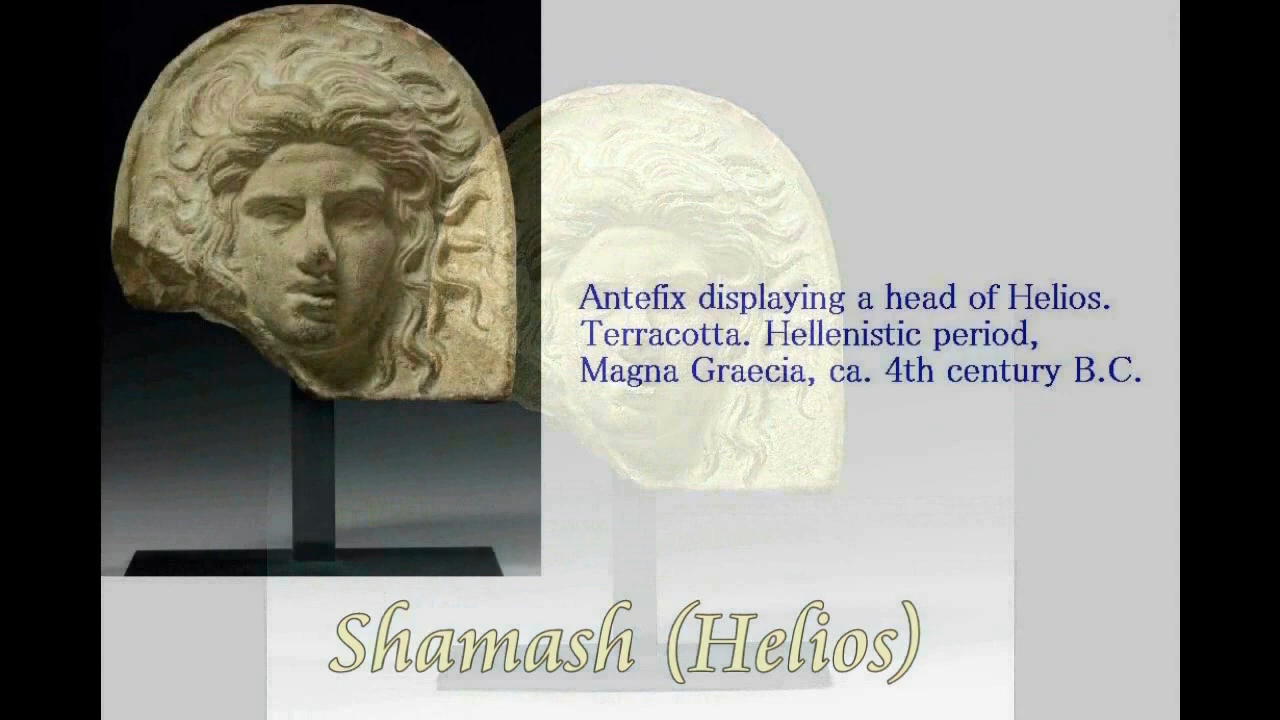 Antefix displaying a head of Helios.
Terracotta. Hellenistic period,
Magna Graecia, ca. 4th century B.C.
Shamash (Helios)